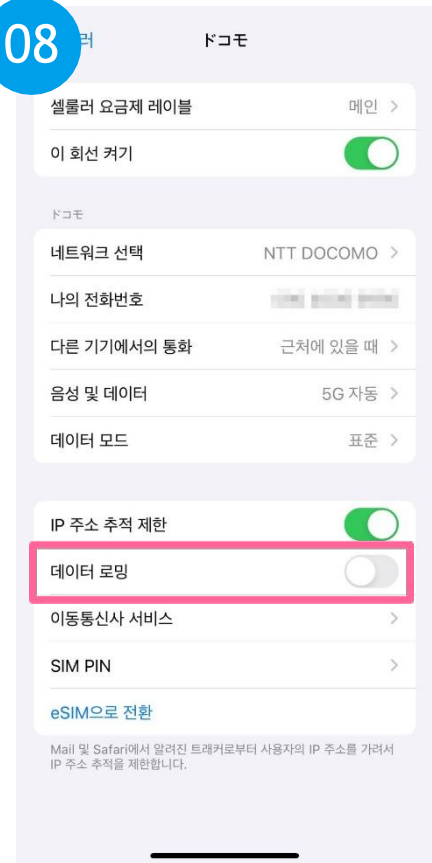 08
러
ドコモ
셀룰러 요금제 레이블 메인
이 회선 켜기
ドコモ
네트워크 선택 NTT DOCOMO
나의 전화번호
다른 기기에서의 통화 근처에 있을 때
음성 및 데이터 5G 자동
데이터 모드 표준
IP 주소 추적 제한
데이터 로밍
이동통신사 서비스
SIM PIN
eSIM으로 전환
Mail 및 Safari에서 알려진 트래커로부터 사용자의 IP 주소를 가려서
IP 주소 추적을 제한합니다.